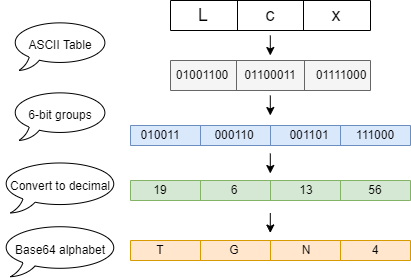 L c x
ASCII Table
01001100 01100011 01111000
6-bit groups
010011 000110 001101 111000
Convert to decimal
19 6 13 56
Base64 alphabet
T G N 4